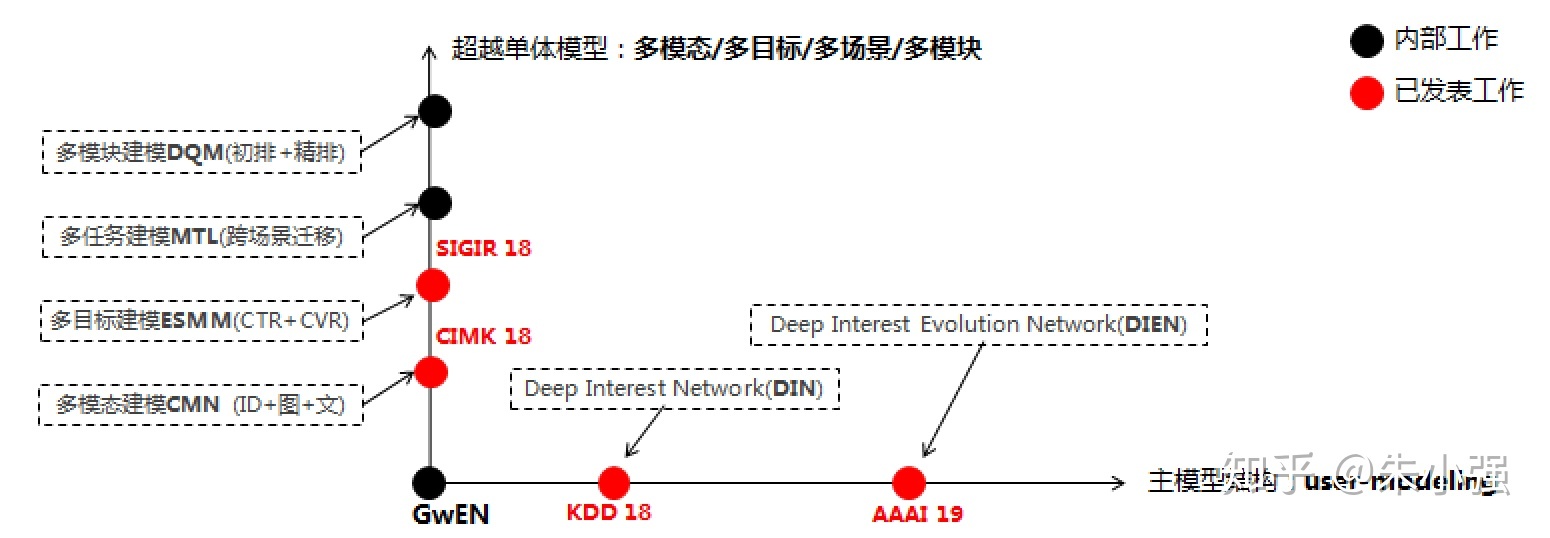 超越单体模型：多模态/多目标/多场景/多模块
内部工作
已发表工作
多模块建模DQM(初排+精排)
多任务建模MTL(跨场景迁移)
SIGIR 18
多目标建模ESMM(CTR+CVR)
CIMK 18
Deep Interest Evolution Network(DIEN)
多模态建模CMN (ID+图+文)
Deep Interest Network(DIN)
主模型架构 user-modeling
知乎 @朱小强
GwEN
KDD 18
AAAI 19